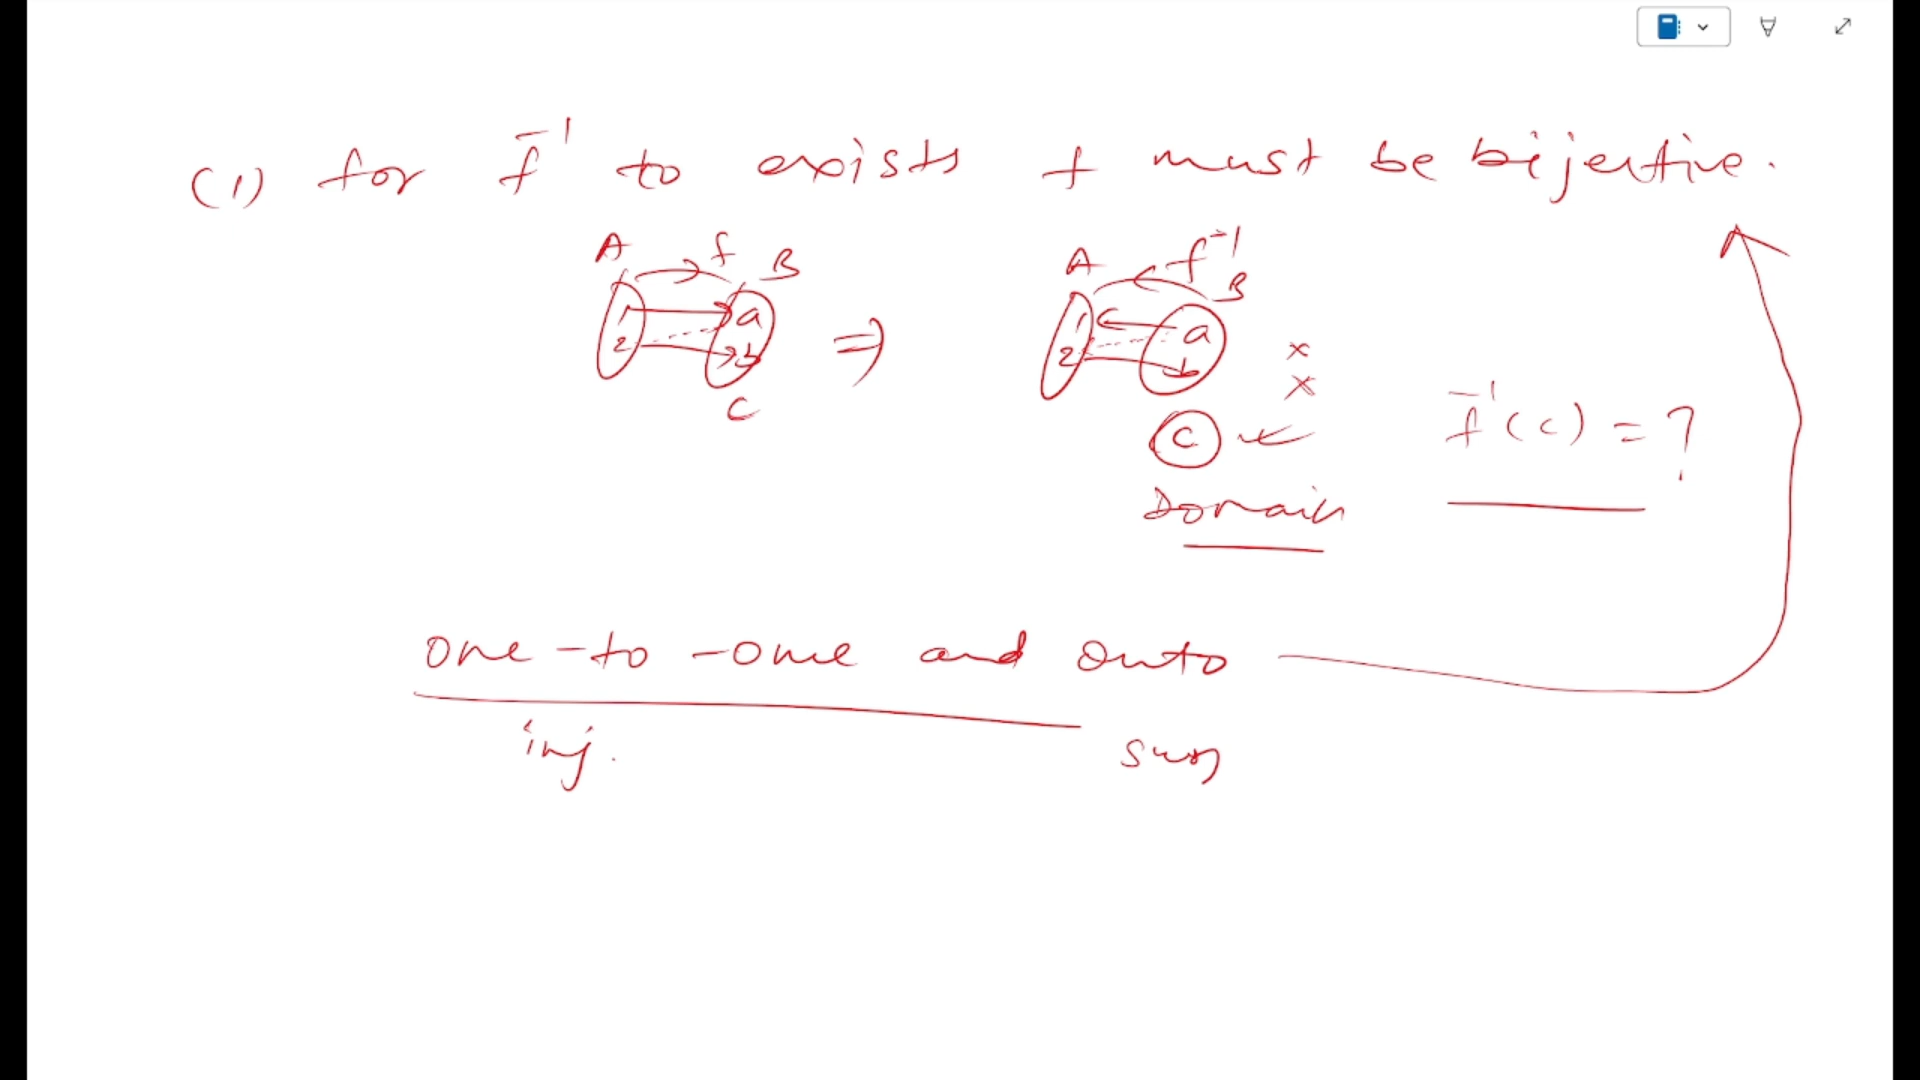 (1) for f⁻¹ to exists f must be bijective.
A f B A f⁻¹ B
1 a ⇒ 1 a
2 b 2 b
x
x
c c f⁻¹(c) = ?
Domain
one-to-one and onto
inj. surj